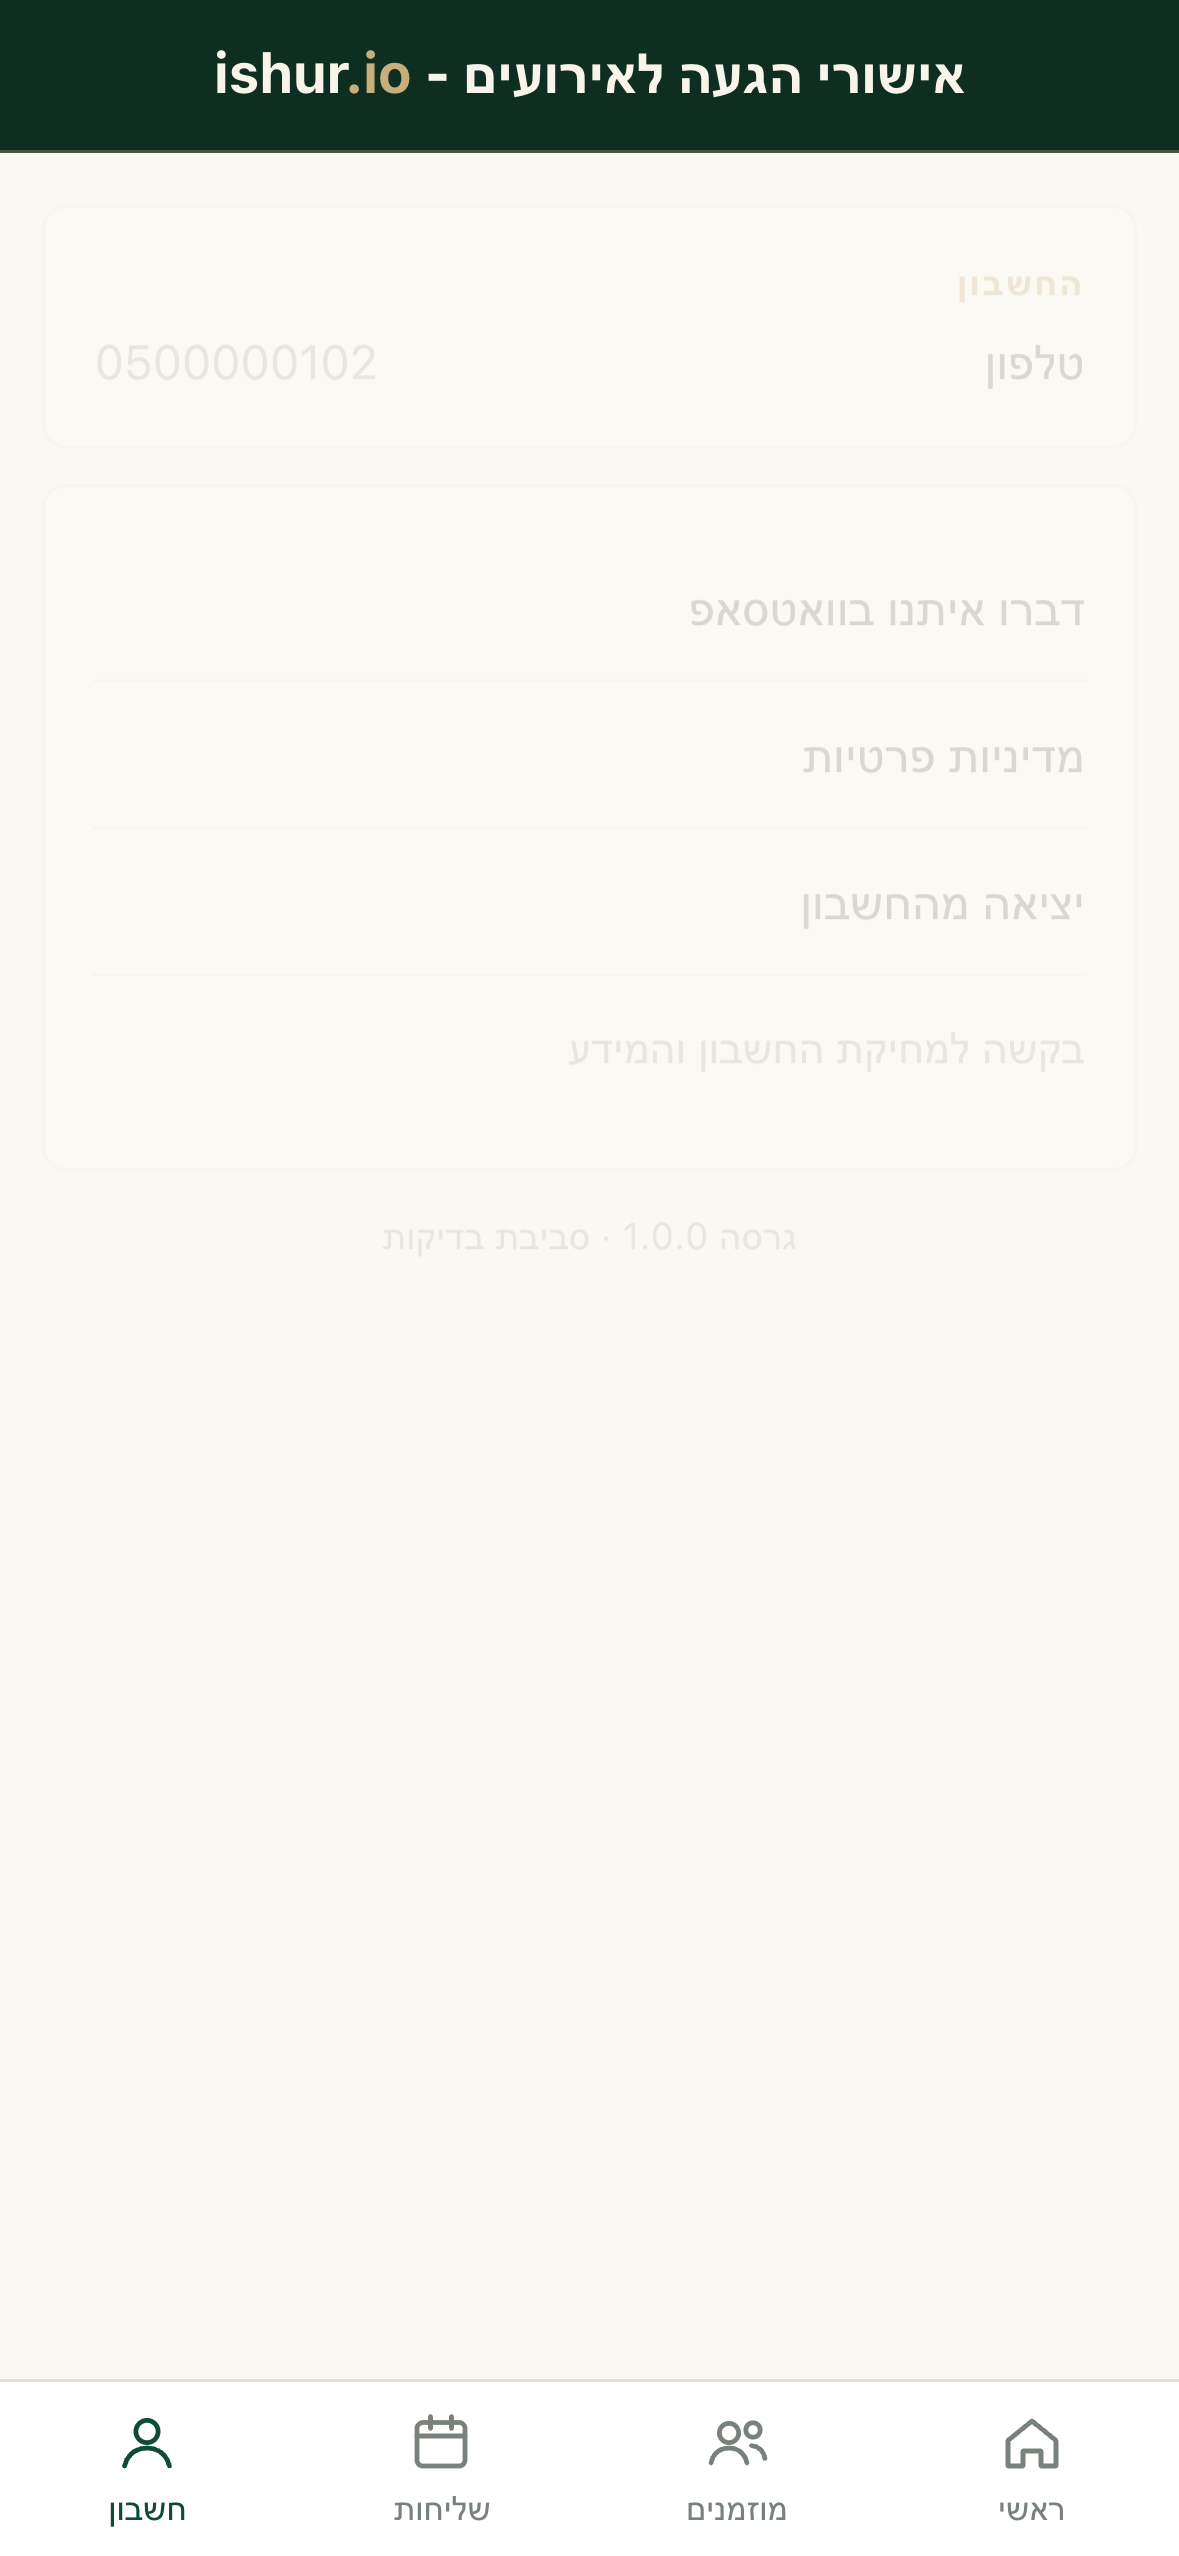 אישורי הגעה לאירועים - ishur.io
החשבון
טלפון 0500000102
דברו איתנו בוואטסאפ
מדיניות פרטיות
יציאה מהחשבון
בקשה למחיקת החשבון והמידע
גרסה 1.0.0 · סביבת בדיקות
ראשי מוזמנים שליחות חשבון